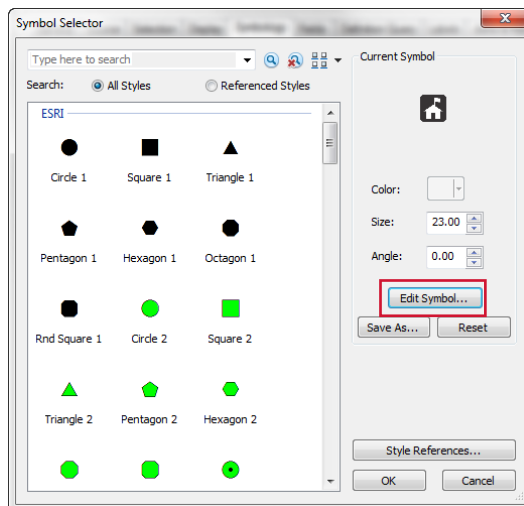 Symbol Selector
Type here to search
Search: All Styles Referenced Styles
ESRI
Circle 1 Square 1 Triangle 1
Pentagon 1 Hexagon 1 Octagon 1
Rnd Square 1 Circle 2 Square 2
Triangle 2 Pentagon 2 Hexagon 2
Current Symbol
Color:
Size: 23.00
Angle: 0.00
Edit Symbol...
Save As... Reset
Style References...
OK Cancel